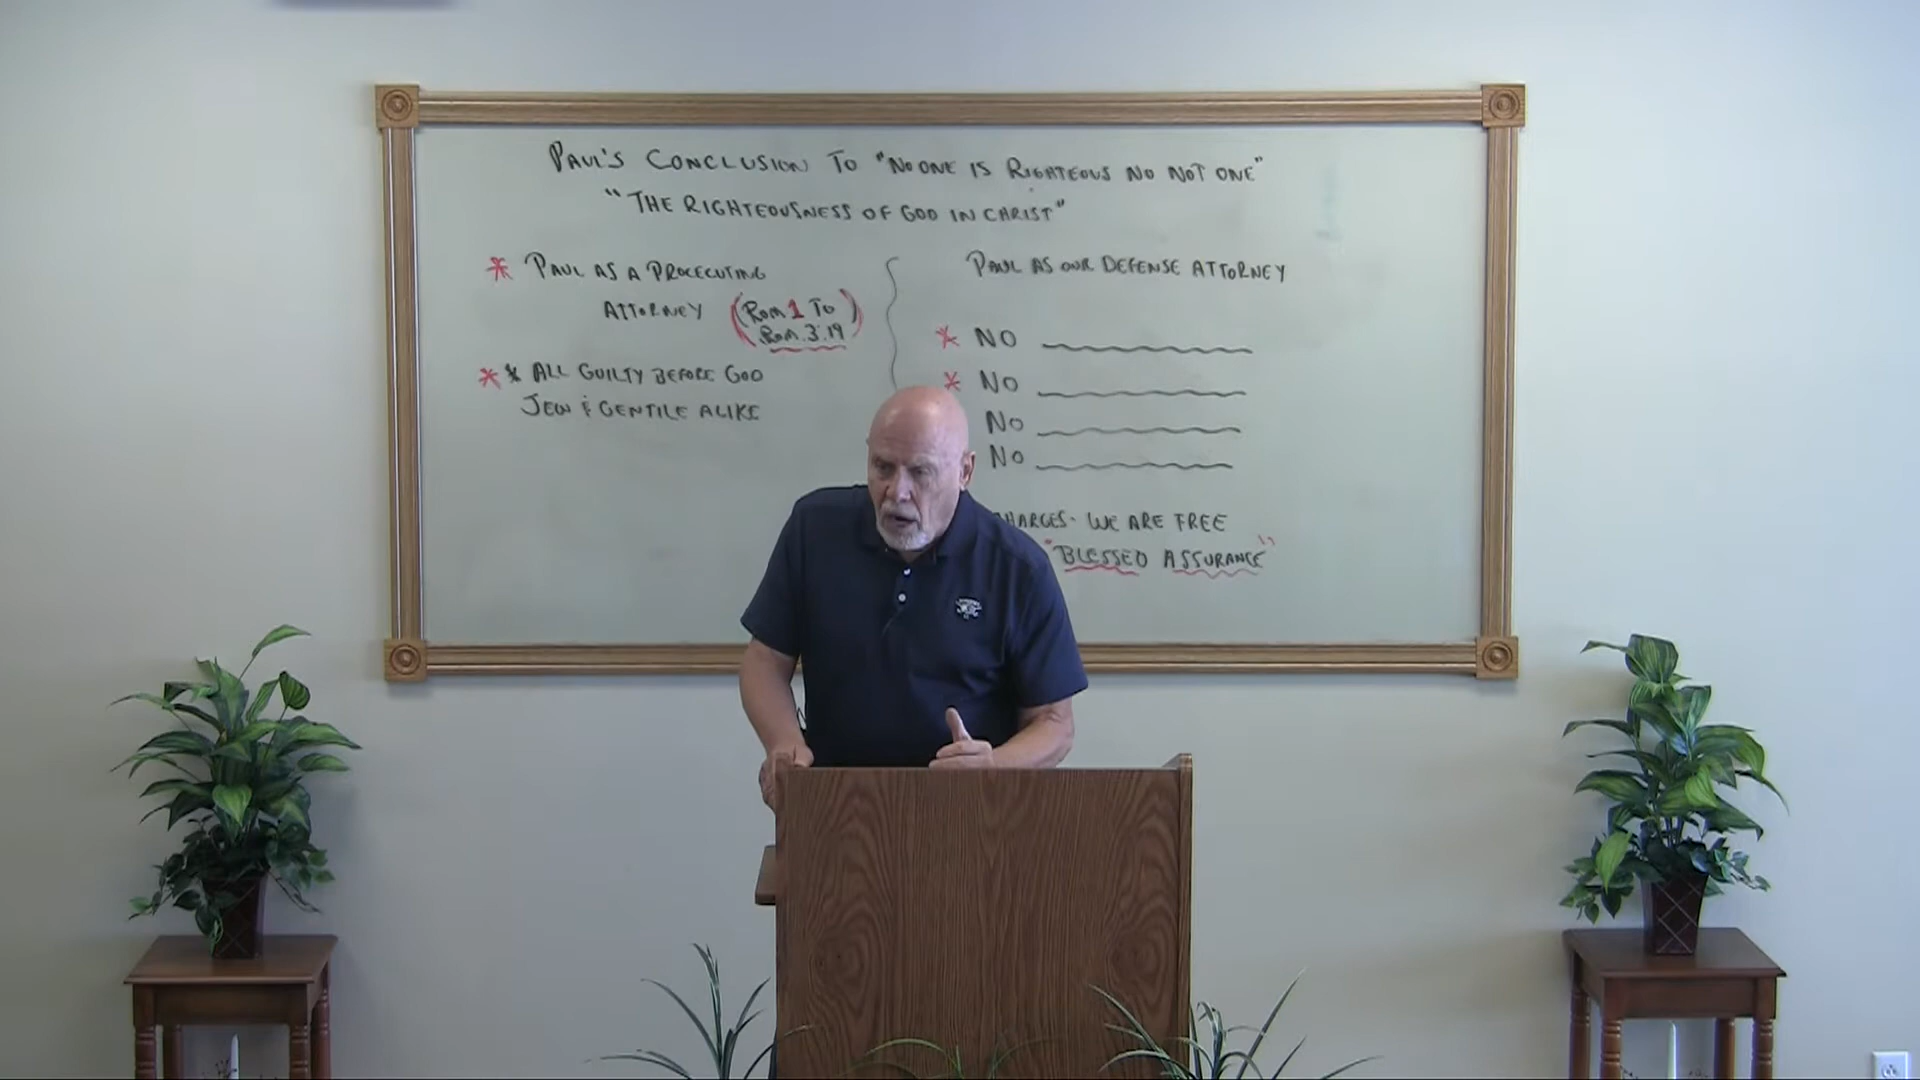 PAUL'S CONCLUSION TO "NO ONE IS RIGHTEOUS NO NOT ONE"
"THE RIGHTEOUSNESS OF GOD IN CHRIST"
* PAUL AS A PROCECUTING
ATTORNEY (ROM 1 TO
ROM. 3:19)
* * ALL GUILTY BEFORE GOD
JEW & GENTILE ALIKE
PAUL AS OUR DEFENSE ATTORNEY
* NO
* NO
NO
NO
HARGES - WE ARE FREE
"BLESSED ASSURANCE"